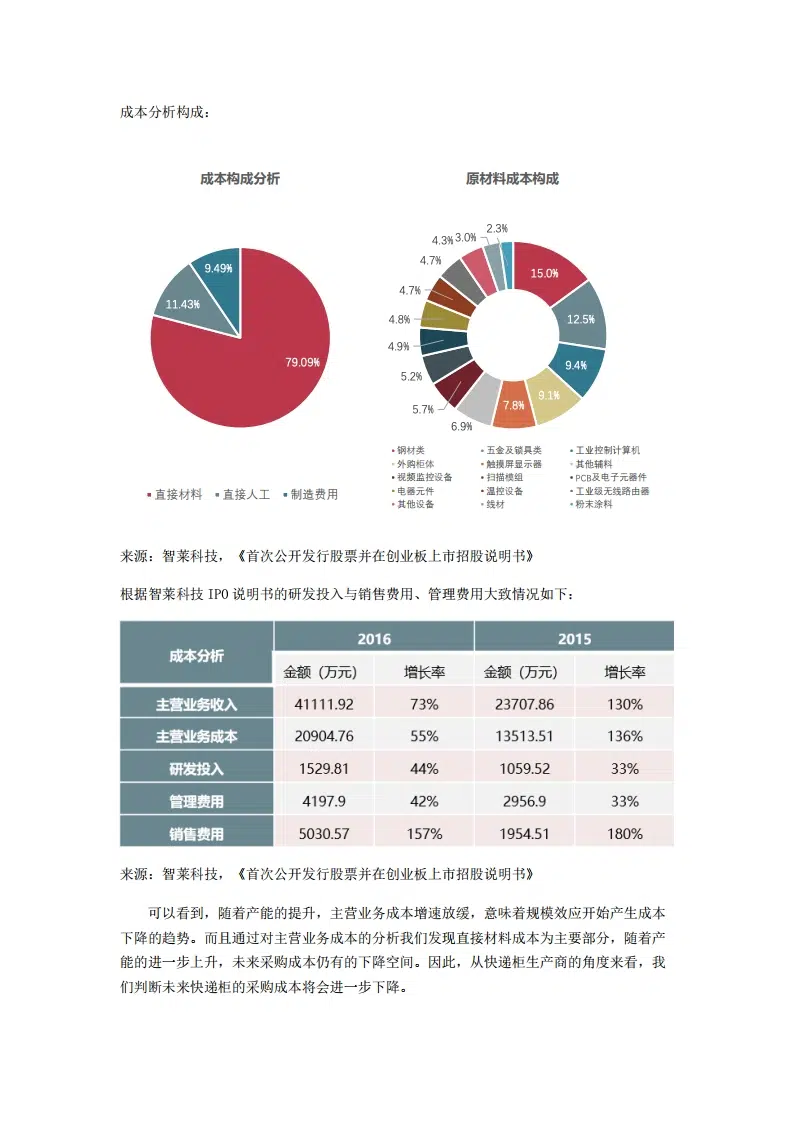 成本分析构成：
成本构成分析
9.49%
11.43%
79.09%
直接材料 直接人工 制造费用
原材料成本构成
2.3%
4.3% 3.0%
4.7%
4.7%
4.8%
4.9%
5.2%
5.7%
6.9%
15.0%
12.5%
9.4%
9.1%
7.8%
钢材类 五金及锁具类 工业控制计算机
外购柜体 触摸屏显示器 其他辅料
视频监控设备 扫描模组 PCB及电子元器件
电器元件 温控设备 工业级无线路由器
其他设备 线材 粉末涂料
来源：智莱科技，《首次公开发行股票并在创业板上市招股说明书》
根据智莱科技 IPO 说明书的研发投入与销售费用、管理费用大致情况如下：
成本分析 2016 2015
金额（万元） 增长率 金额（万元） 增长率
主营业务收入 41111.92 73% 23707.86 130%
主营业务成本 20904.76 55% 13513.51 136%
研发投入 1529.81 44% 1059.52 33%
管理费用 4197.9 42% 2956.9 33%
销售费用 5030.57 157% 1954.51 180%
来源：智莱科技，《首次公开发行股票并在创业板上市招股说明书》
可以看到，随着产能的提升，主营业务成本增速放缓，意味着规模效应开始产生成本
下降的趋势。而且通过对主营业务成本的分析我们发现直接材料成本为主要部分，随着产
能的进一步上升，未来采购成本仍有的下降空间。因此，从快递柜生产商的角度来看，我
们判断未来快递柜的采购成本将会进一步下降。